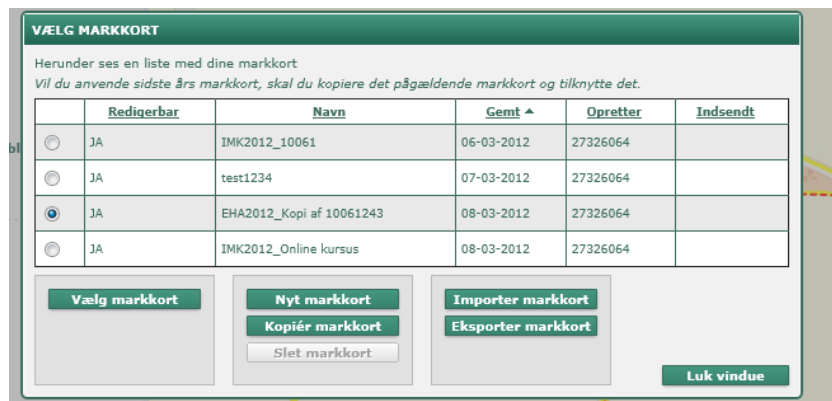 VÆLG MARKKORT
Herunder ses en liste med dine markkort
Vil du anvende sidste års markkort, skal du kopiere det pågældende markkort og tilknytte det.
Redigerbar Navn Gemt Opretter Indsendt
JA IMK2012_10061 06-03-2012 27326064
JA test1234 07-03-2012 27326064
JA EHA2012_Kopi af 10061243 08-03-2012 27326064
JA IMK2012_Online kursus 08-03-2012 27326064
Vælg markkort Nyt markkort Importer markkort
Kopiér markkort Eksporter markkort
Slet markkort
Luk vindue